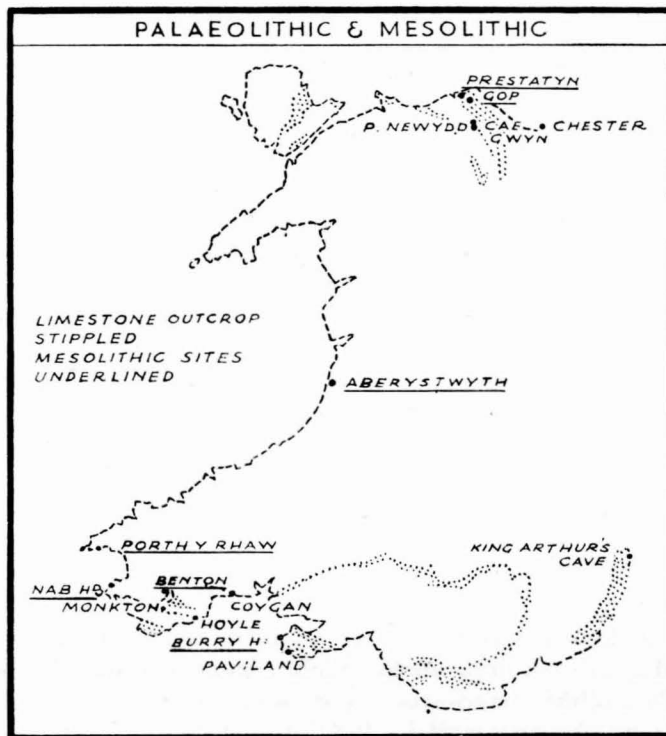 PALAEOLITHIC & MESOLITHIC
PRESTATYN
GOP
P. NEWYDD
CAE
GWYN
CHESTER
LIMESTONE OUTCROP
STIPPLED
MESOLITHIC SITES
UNDERLINED
ABERYSTWYTH
PORTH Y RHAW
KING ARTHUR'S
CAVE
NAB HD
BENTON
MONKTON
COYGAN
HOYLE
BURRY H:
PAVILAND